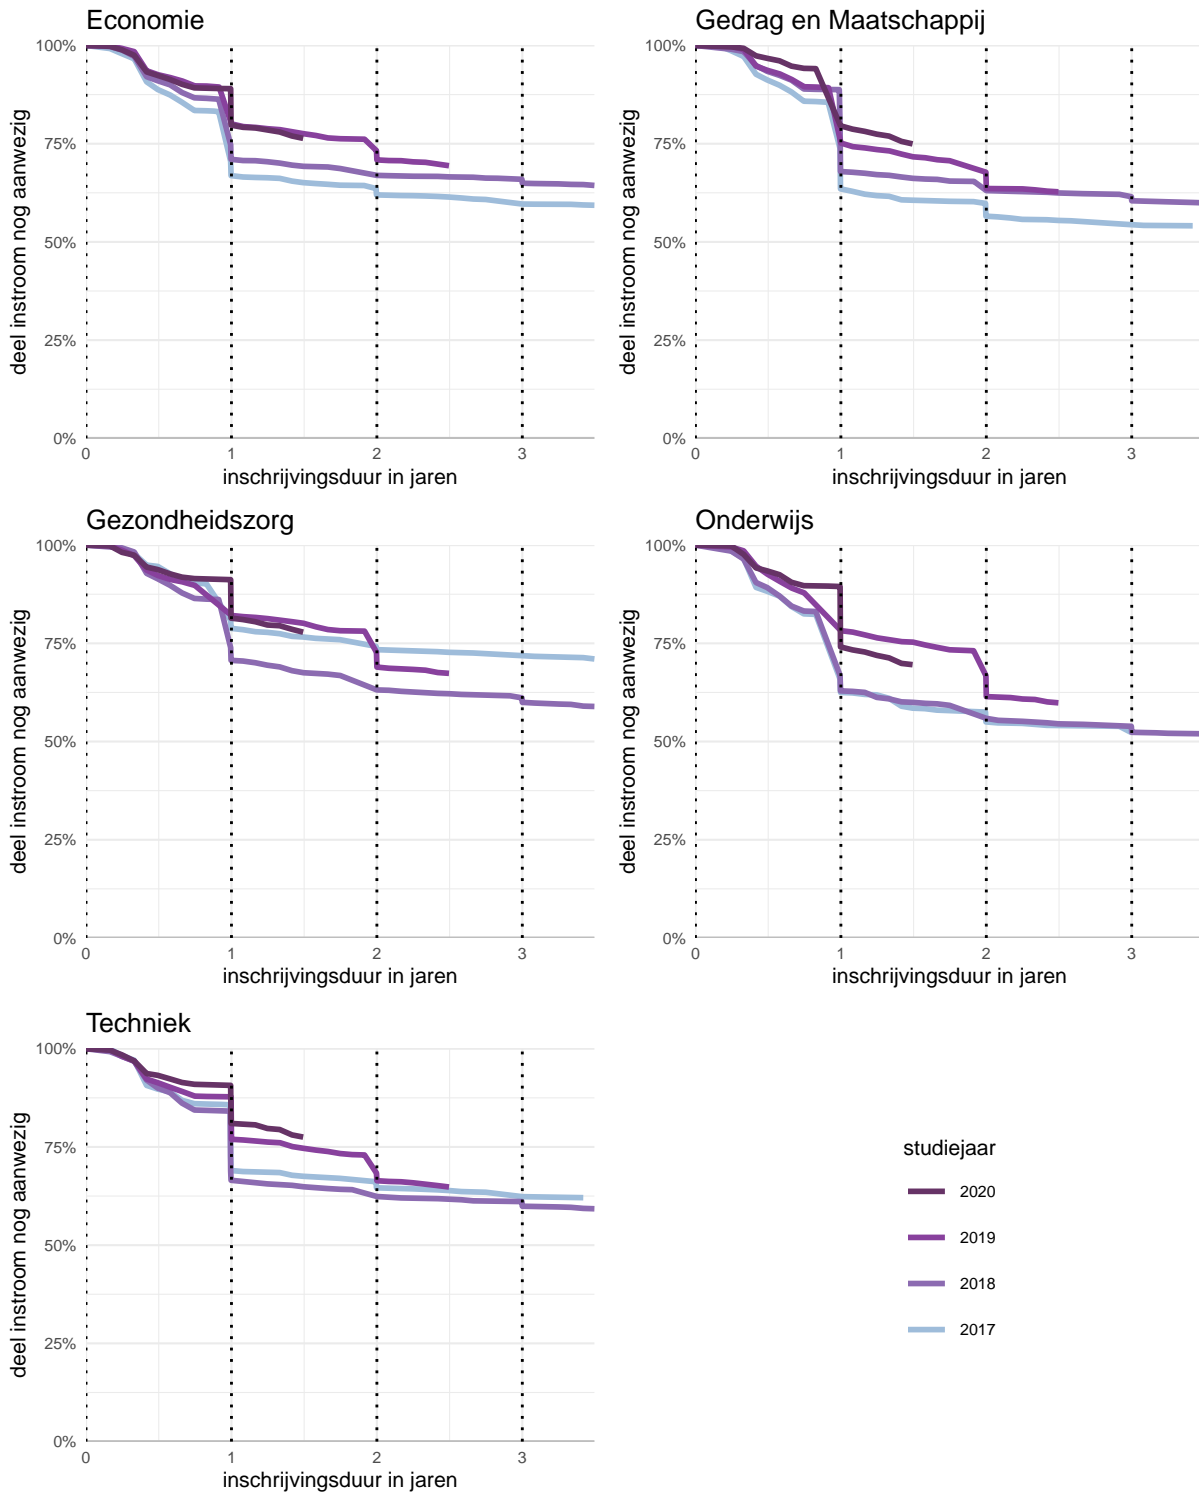 Economie
deel instroom nog aanwezig
100%
75%
50%
25%
0%
0 1 2 3
inschrijvingsduur in jaren
Gedrag en Maatschappij
deel instroom nog aanwezig
100%
75%
50%
25%
0%
0 1 2 3
inschrijvingsduur in jaren
Gezondheidszorg
deel instroom nog aanwezig
100%
75%
50%
25%
0%
0 1 2 3
inschrijvingsduur in jaren
Onderwijs
deel instroom nog aanwezig
100%
75%
50%
25%
0%
0 1 2 3
inschrijvingsduur in jaren
Techniek
deel instroom nog aanwezig
100%
75%
50%
25%
0%
0 1 2 3
inschrijvingsduur in jaren
studiejaar
2020
2019
2018
2017